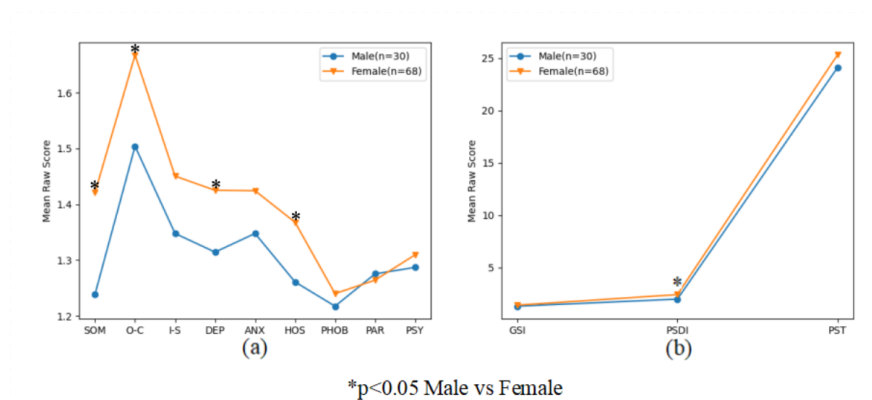 Mean Raw Score
1.6
1.5
1.4
1.3
1.2
Male(n=30)
Female(n=68)
*
*
*
*
SOM O-C I-S DEP ANX HOS PHOB PAR PSY
(a)
Mean Raw Score
25
20
15
10
5
Male(n=30)
Female(n=68)
*
GSI PSDI PST
(b)
*p<0.05 Male vs Female